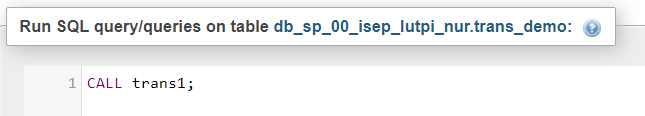 Run SQL query/queries on table db_sp_00_isep_lutpi_nur.trans_demo:
1 CALL trans1;